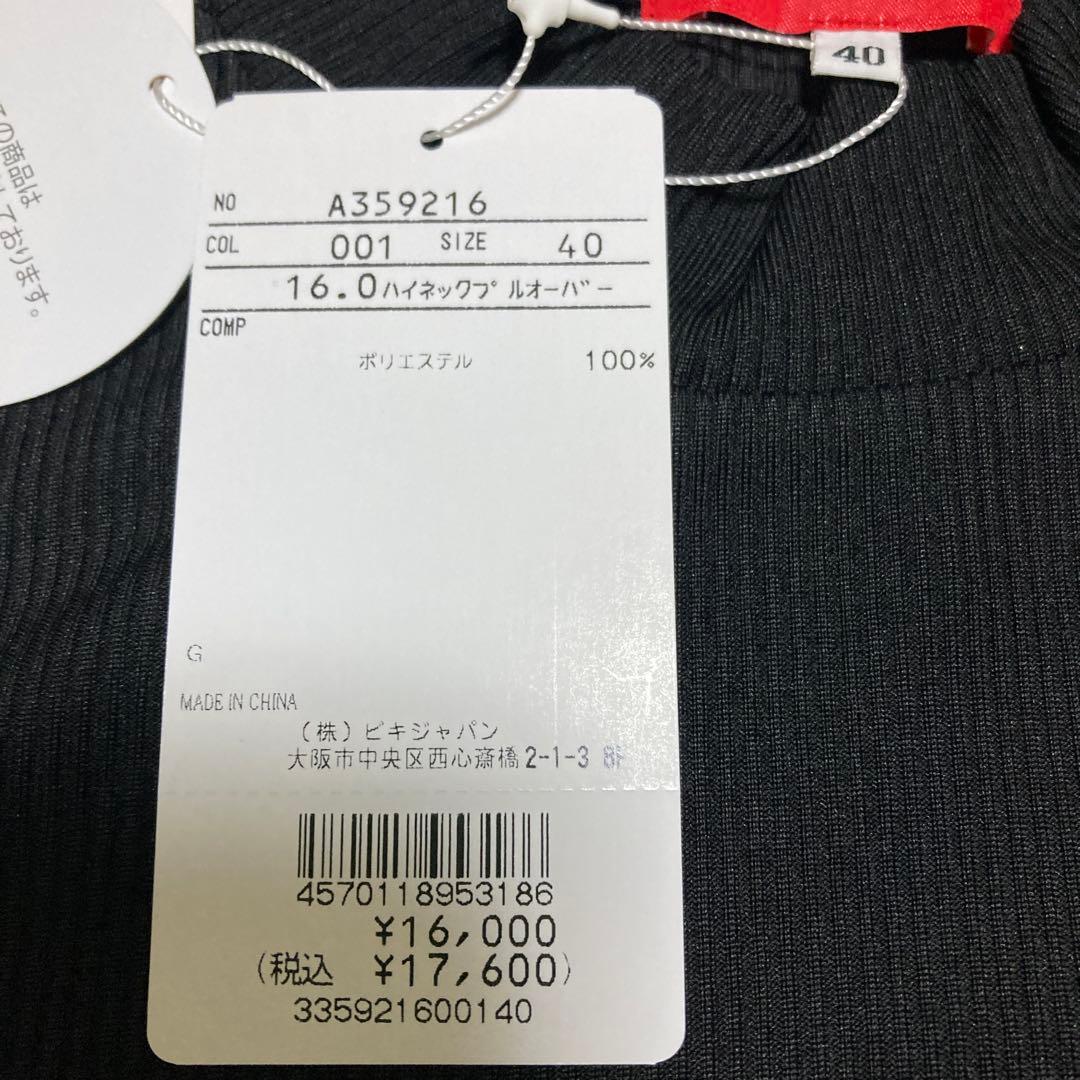 の商品は
ております。
40
NO A359216
COL 001 SIZE 40
16.0ハイネックプルオーバー
COMP
ポリエステル 100%
G
MADE IN CHINA
(株)ビキジャパン
大阪市中央区西心斎橋2-1-3 8F
4570118953186
¥16,000
(税込 ¥17,600)
335921600140